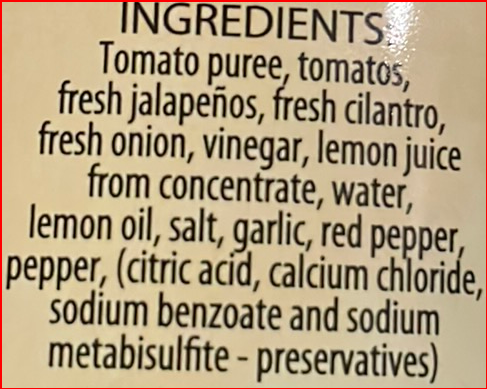 INGREDIENTS:
Tomato puree, tomatos,
fresh jalapeños, fresh cilantro,
fresh onion, vinegar, lemon juice
from concentrate, water,
lemon oil, salt, garlic, red pepper,
pepper, (citric acid, calcium chloride,
sodium benzoate and sodium
metabisulfite - preservatives)